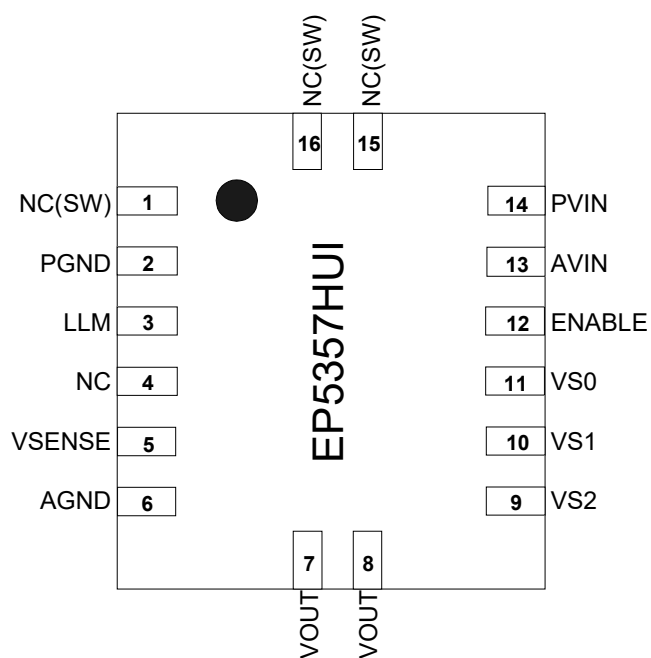 NC(SW)
NC(SW)
16
15
NC(SW) 1
14 PVIN
PGND 2
13 AVIN
LLM 3
12 ENABLE
NC 4
11 VS0
VSENSE 5
10 VS1
AGND 6
9 VS2
EP5357HUI
7
8
VOUT
VOUT